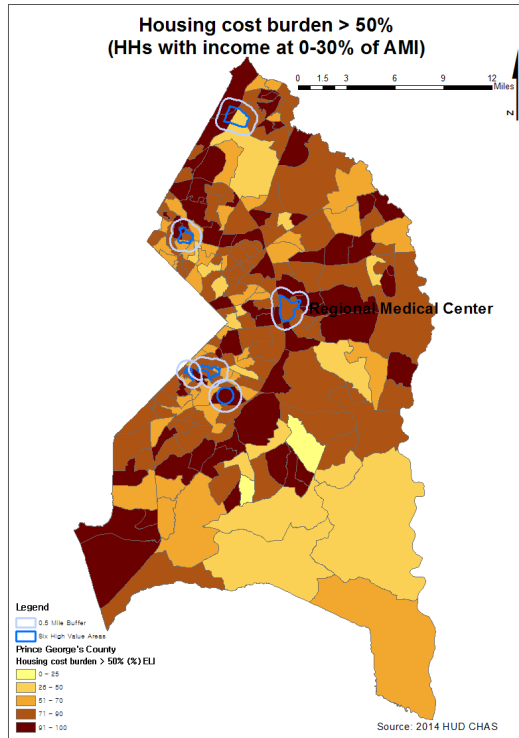 Housing cost burden > 50%
(HHs with income at 0-30% of AMI)
0 1.5 3 6 9 12
Miles
N
Regional Medical Center
Legend
0.5 Mile Buffer
Six High Value Areas
Prince George's County
Housing cost burden > 50% (%) ELI
0 - 25
26 - 50
51 - 70
71 - 90
91 - 100
Source: 2014 HUD CHAS